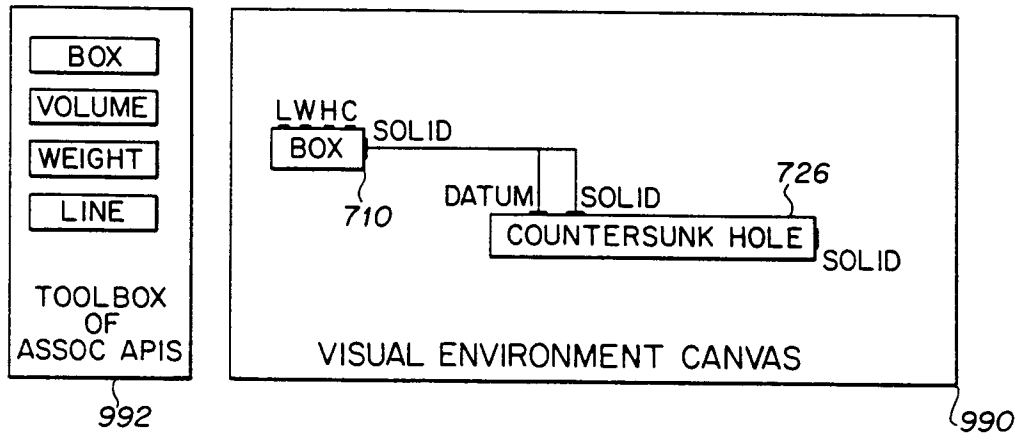 BOX
VOLUME
WEIGHT
LINE
TOOLBOX
OF
ASSOC APIS
992
LWHC
SOLID
BOX
710
DATUM
SOLID
726
COUNTERSUNK HOLE
SOLID
VISUAL ENVIRONMENT CANVAS
990